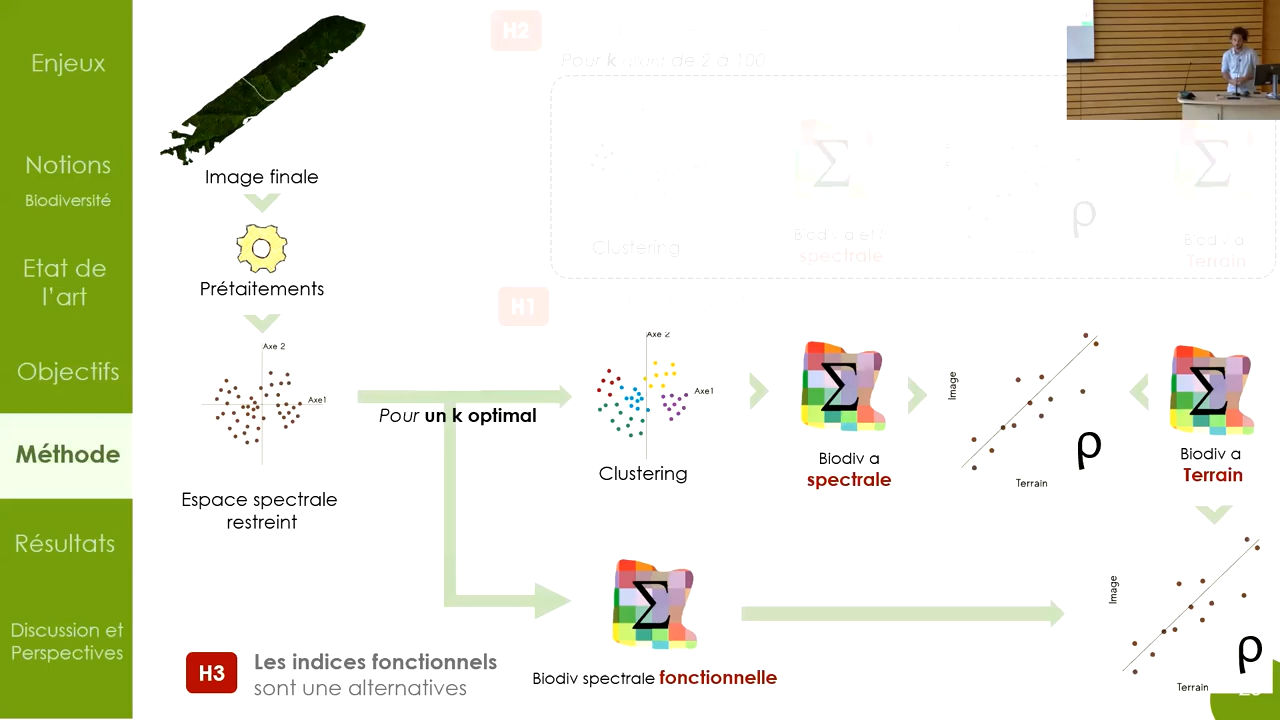 Enjeux
Notions
Biodiversité
Etat de
l'art
Objectifs
Méthode
Résultats
Discussion et
Perspectives
Image finale
Prétaitements
Axe 2
Axe1
Espace spectrale
restreint
H2
Pour k allant de 2 à 100
Σ
Σ
ρ
Clustering
spectrale
Biodiv a
Terrain
H1
Pour un k optimal
Axe 2
Axe1
Clustering
Σ
Biodiv a
spectrale
Image
ρ
Terrain
Σ
Biodiv a
Terrain
Σ
Biodiv spectrale fonctionnelle
Image
ρ
Terrain
H3
Les indices fonctionnels
sont une alternatives